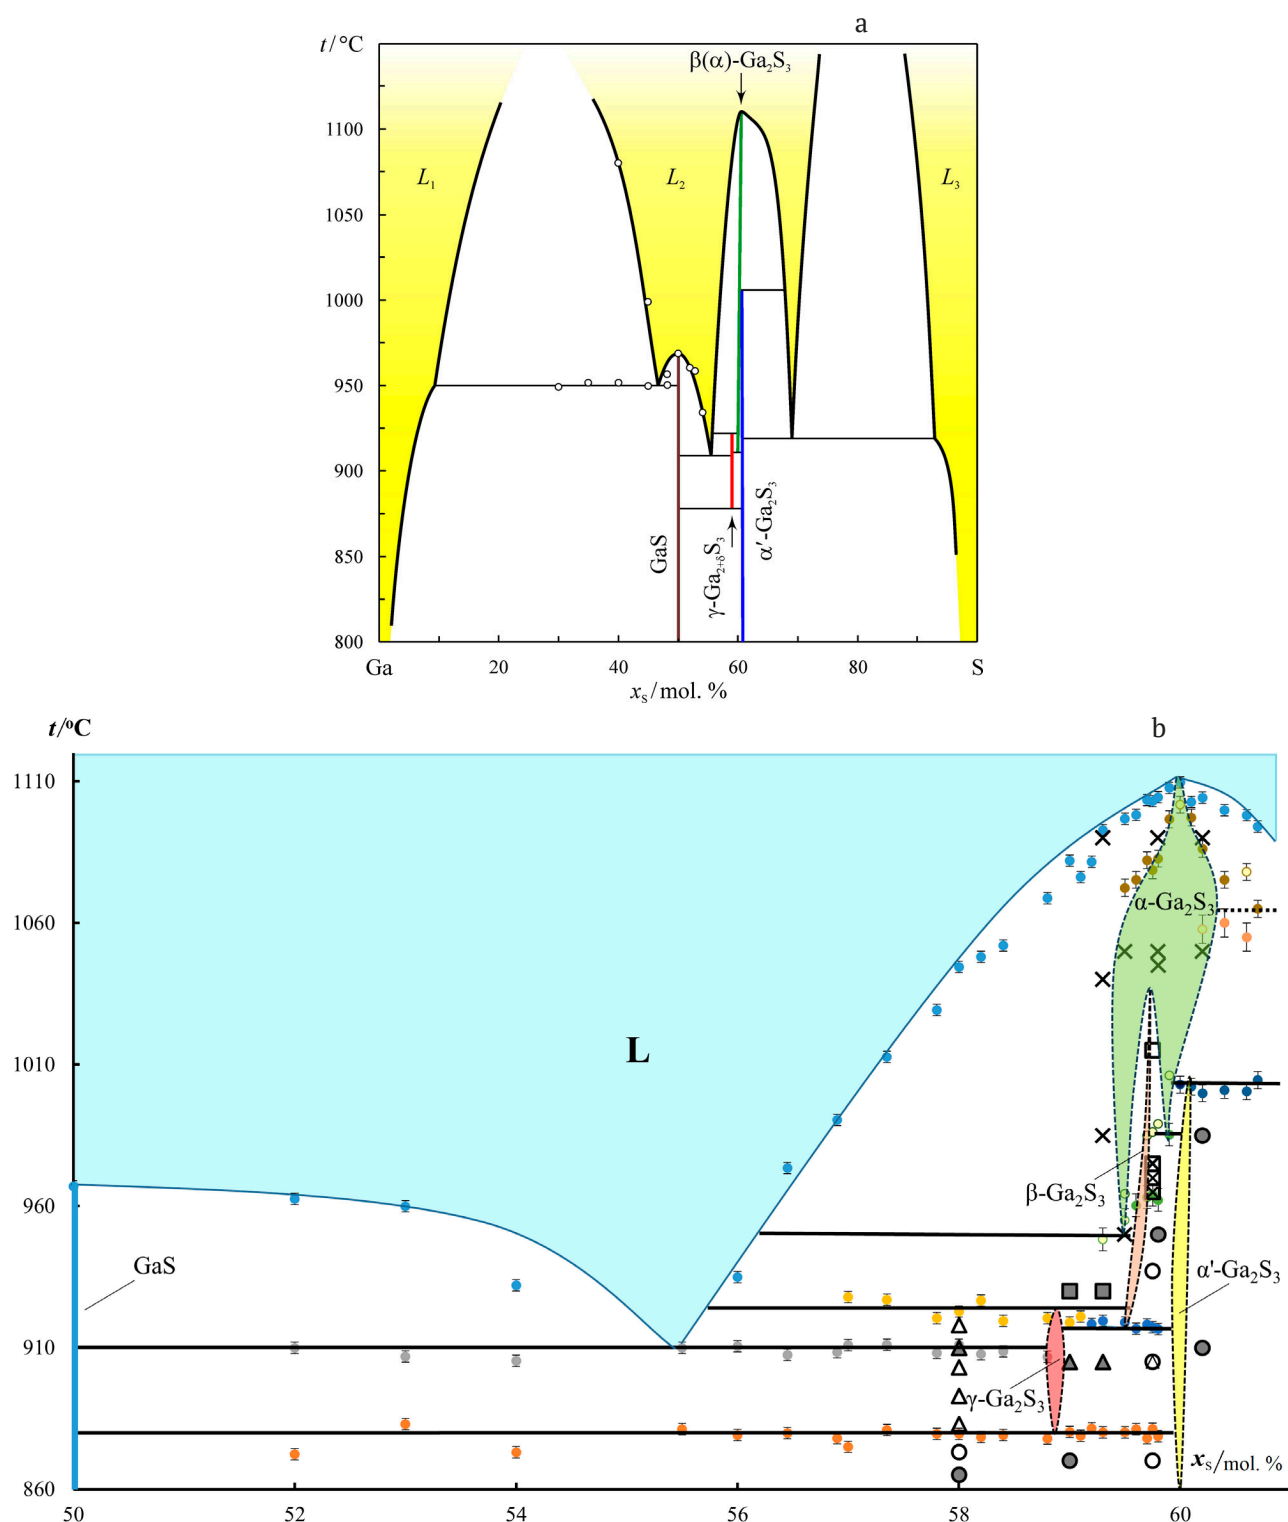 a
t/°C
β(α)-Ga₂S₃
1100
L₁
L₂
L₃
1050
1000
950
900
850
800
GaS
γ-Ga₂₊δS₃
α′-Ga₂S₃
Ga
20
40
60
80
S
xₛ/mol. %
b
t/ºC
1110
1060
1010
960
910
860
L
α-Ga₂S₃
β-Ga₂S₃
GaS
α'-Ga₂S₃
γ-Ga₂S₃
xₛ/mol. %
50
52
54
56
58
60